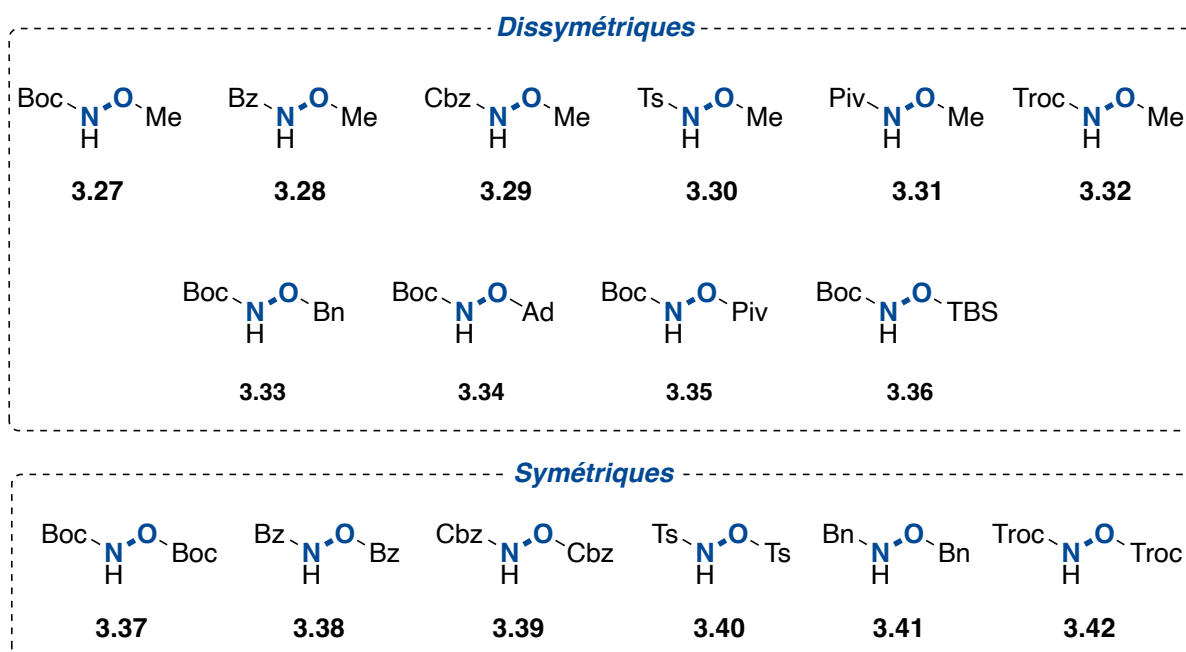 Dissymétriques
Boc N H O Me Bz N H O Me Cbz N H O Me Ts N H O Me Piv N H O Me Troc N H O Me
3.27 3.28 3.29 3.30 3.31 3.32
Boc N H O Bn Boc N H O Ad Boc N H O Piv Boc N H O TBS
3.33 3.34 3.35 3.36
Symétriques
Boc N H O Boc Bz N H O Bz Cbz N H O Cbz Ts N H O Ts Bn N H O Bn Troc N H O Troc
3.37 3.38 3.39 3.40 3.41 3.42